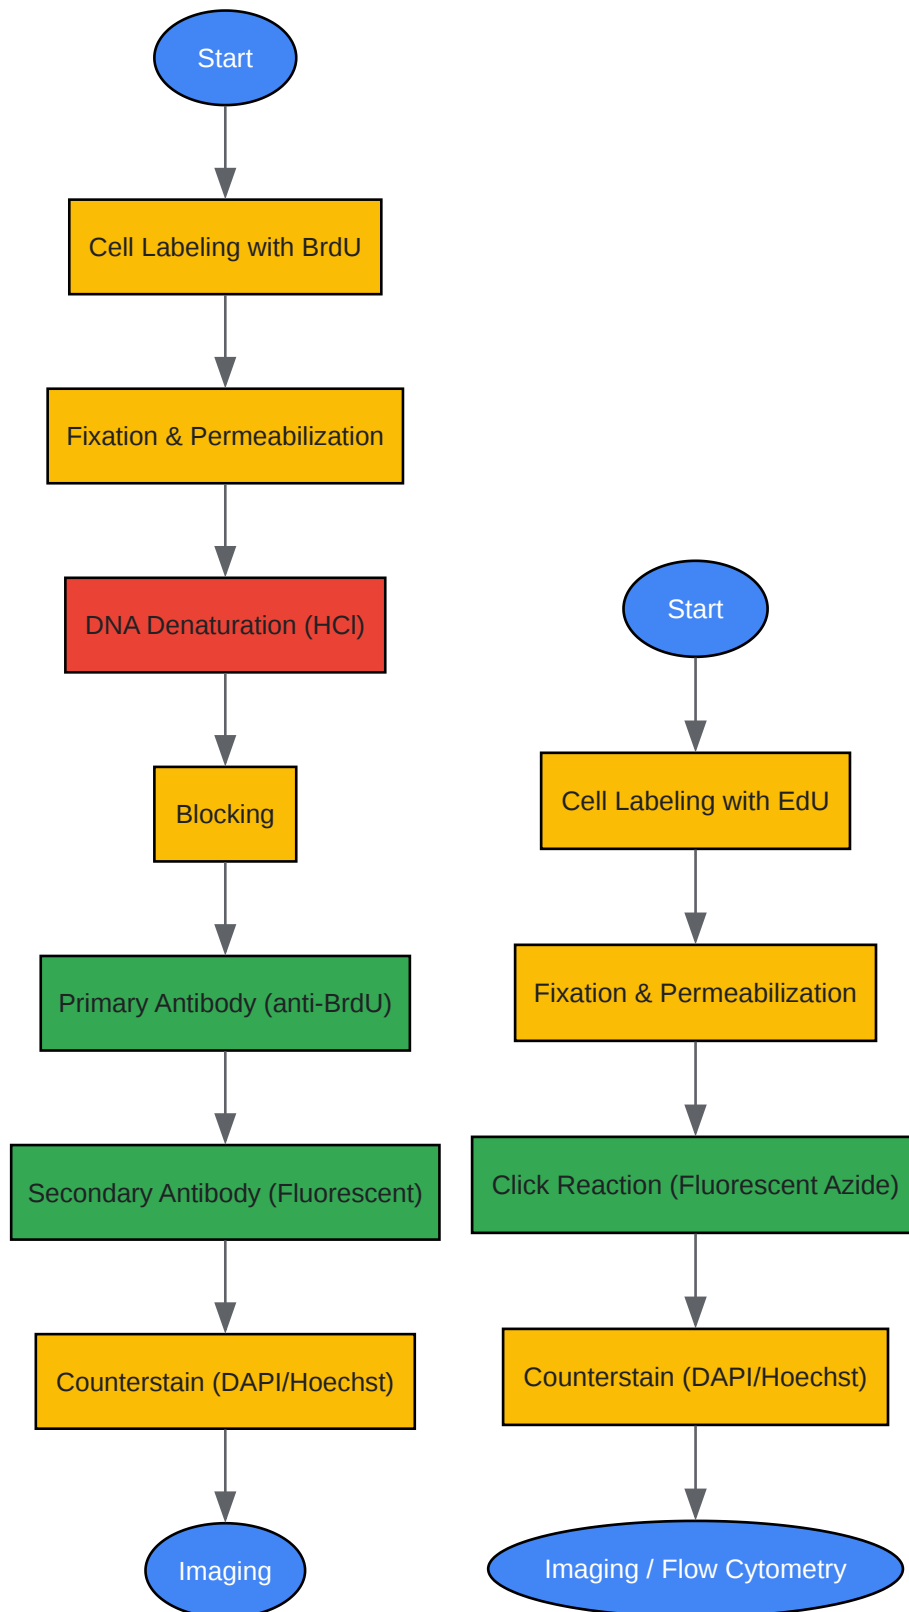 Start
Cell Labeling with BrdU
Fixation & Permeabilization
DNA Denaturation (HCl)
Blocking
Primary Antibody (anti-BrdU)
Secondary Antibody (Fluorescent)
Counterstain (DAPI/Hoechst)
Imaging
Start
Cell Labeling with EdU
Fixation & Permeabilization
Click Reaction (Fluorescent Azide)
Counterstain (DAPI/Hoechst)
Imaging / Flow Cytometry